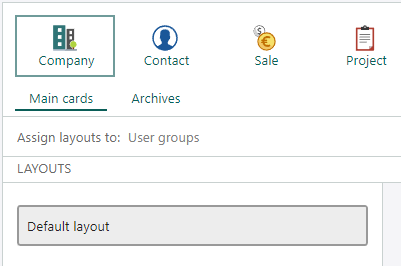 Company Contact Sale Project
Main cards Archives
Assign layouts to: User groups
LAYOUTS
Default layout